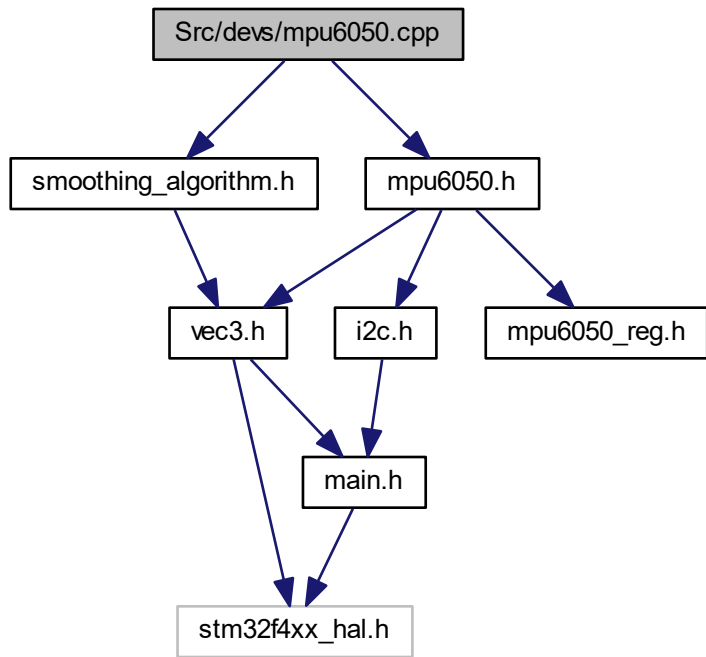 Src/devs/mpu6050.cpp
smoothing_algorithm.h
mpu6050.h
vec3.h
i2c.h
mpu6050_reg.h
main.h
stm32f4xx_hal.h